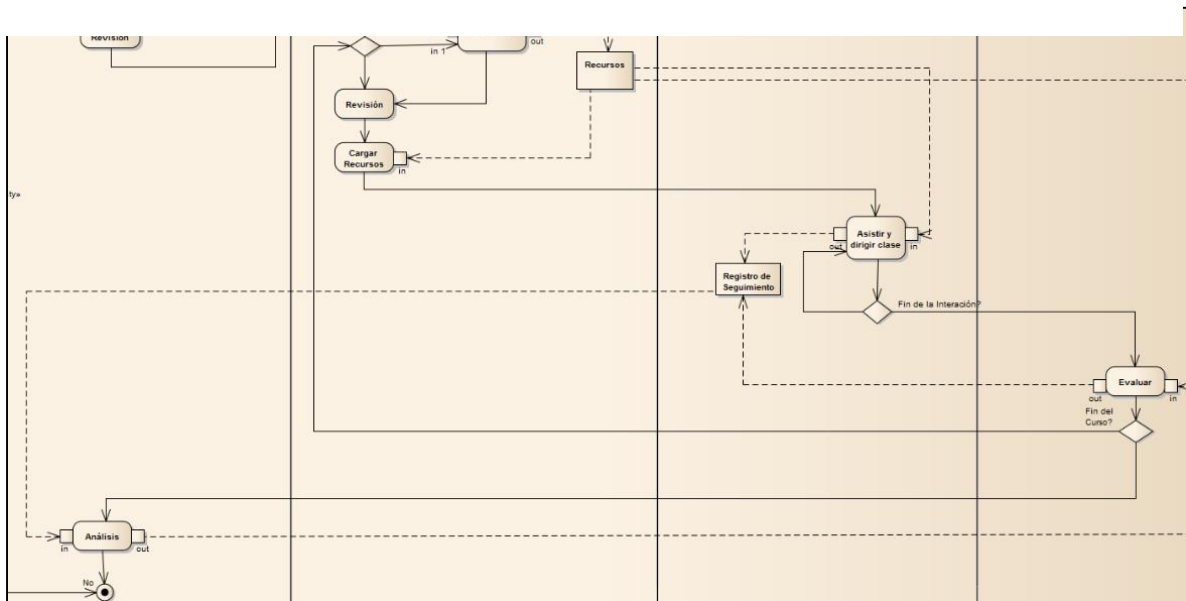 Revisión
out
in 1
Recursos
Revisión
Cargar
Recursos
in
ty»
Asistir y
dirigir clase
out
in
Registro de
Seguimiento
Fin de la Interación?
Evaluar
out
in
Fin del
Curso?
Análisis
in
out
No